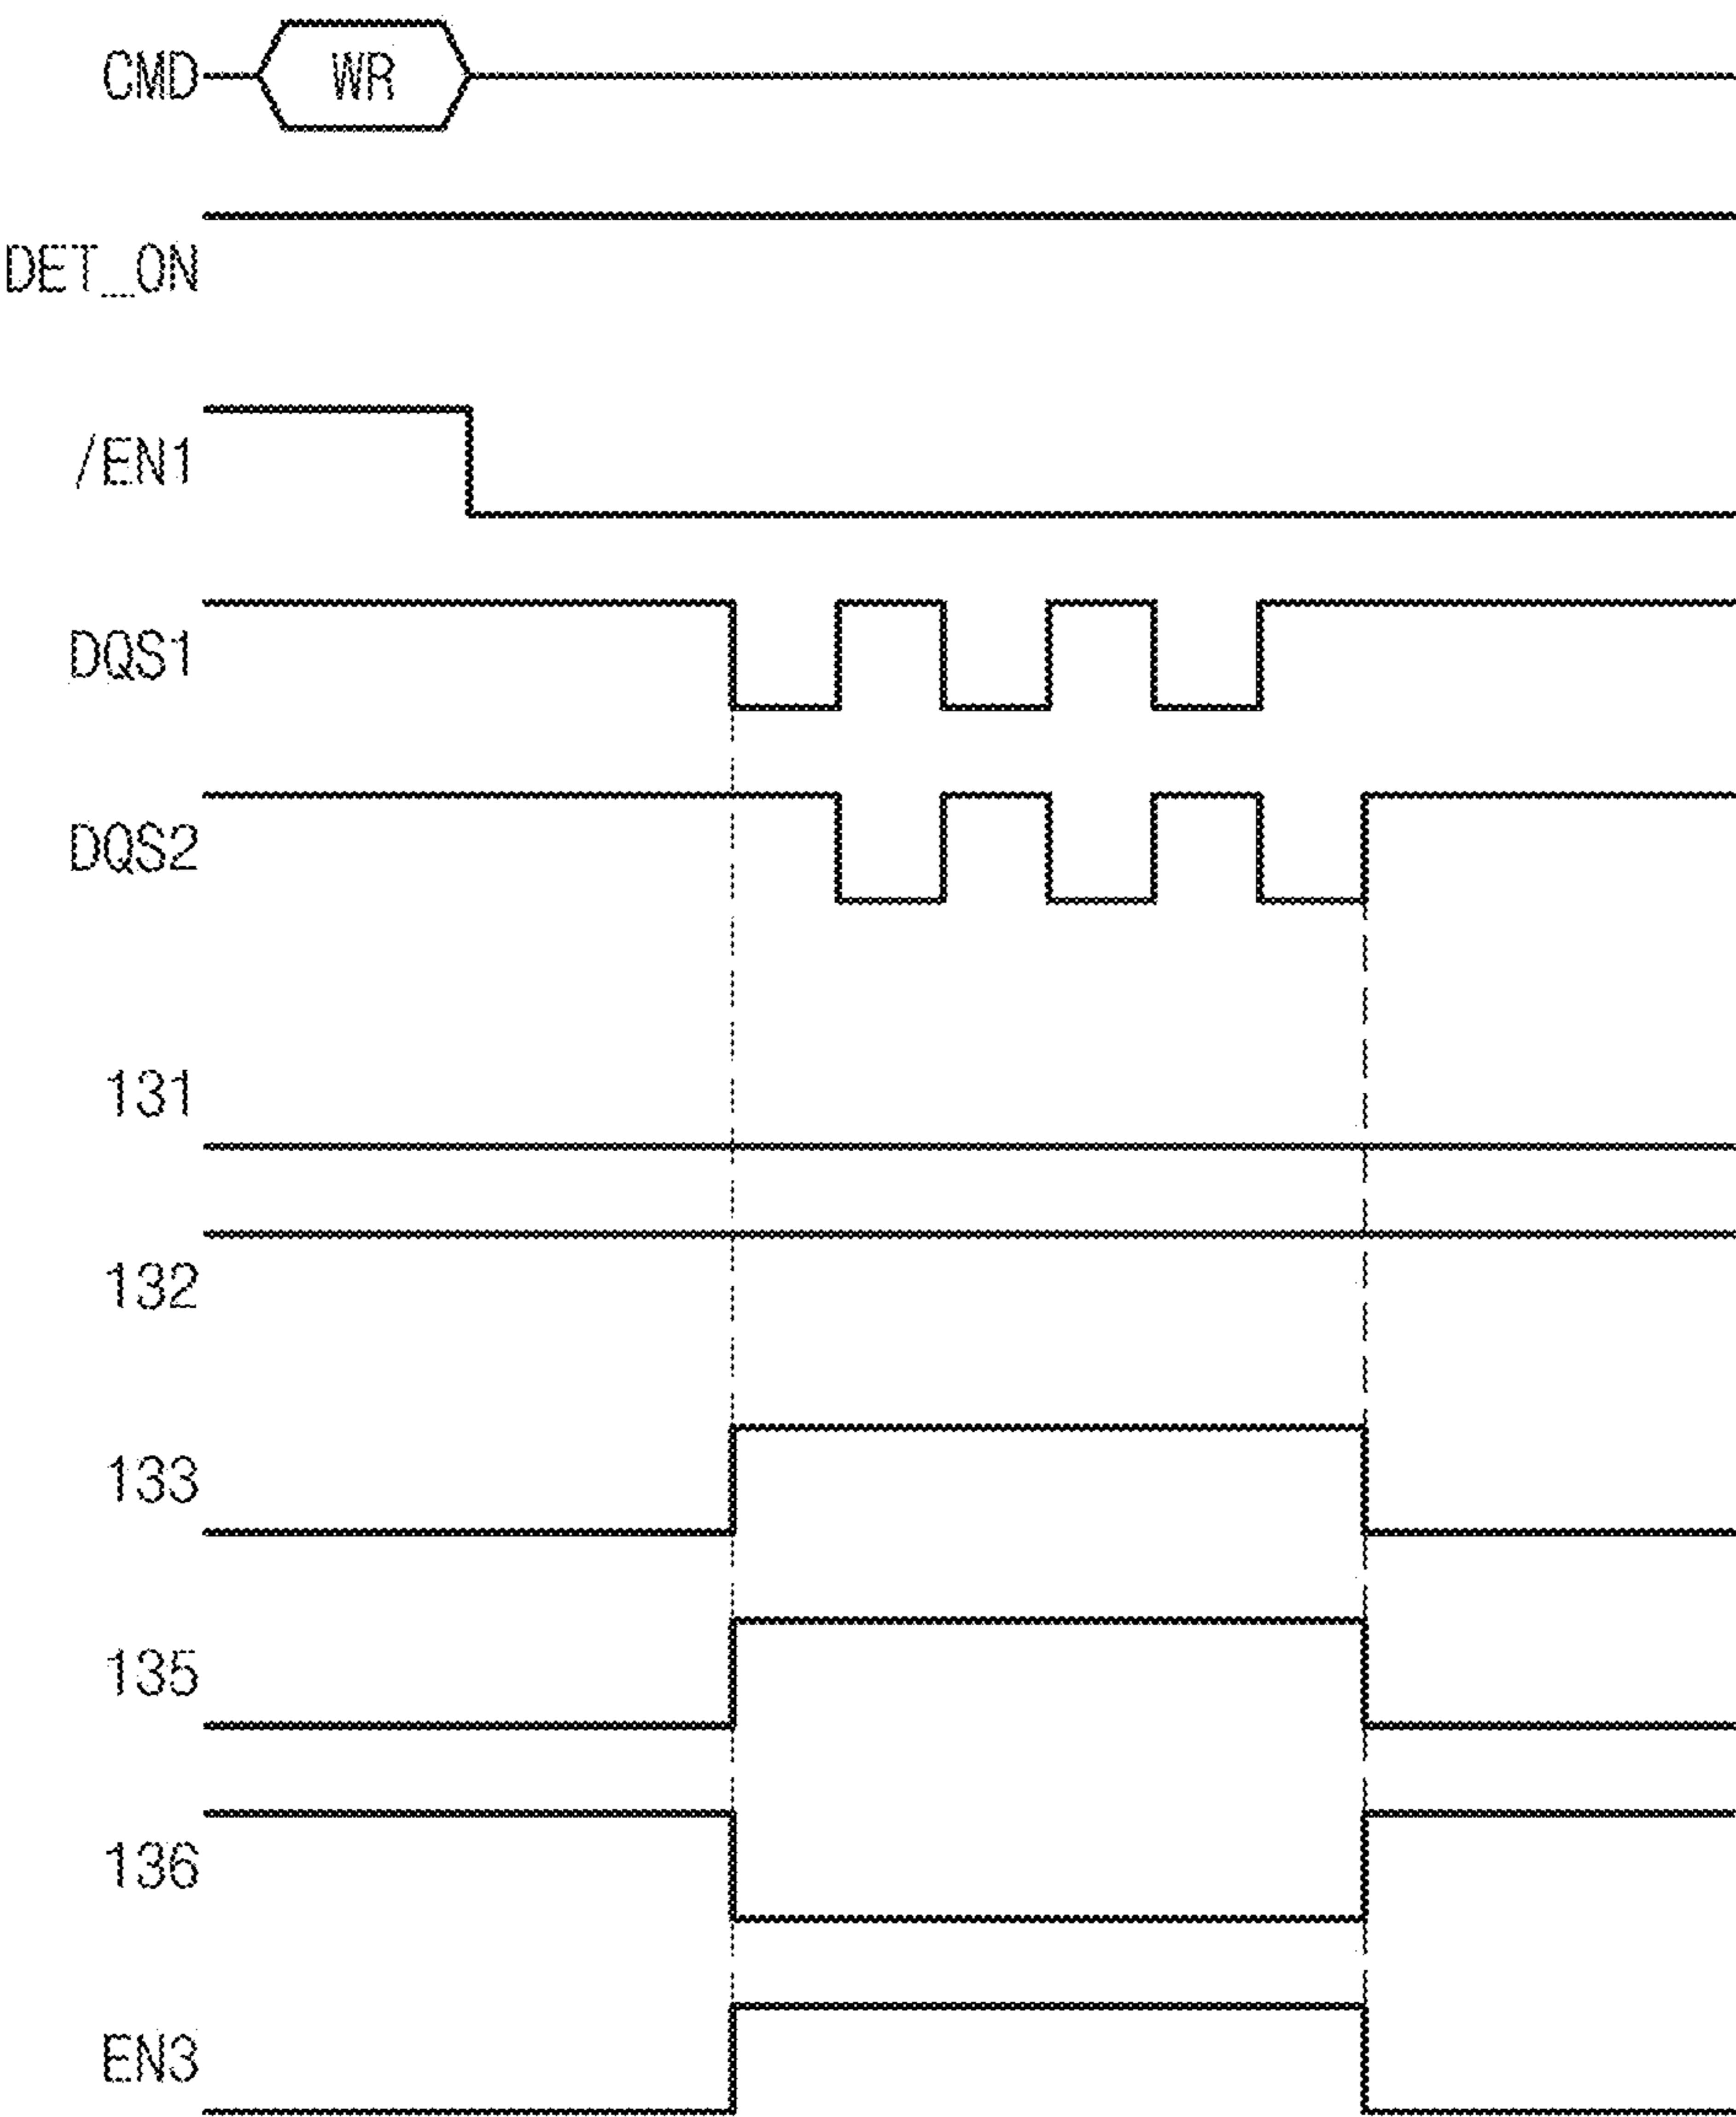 CMD WR
DET_ON
/EN1
DQS1
DQS2
131
132
133
135
136
EN3